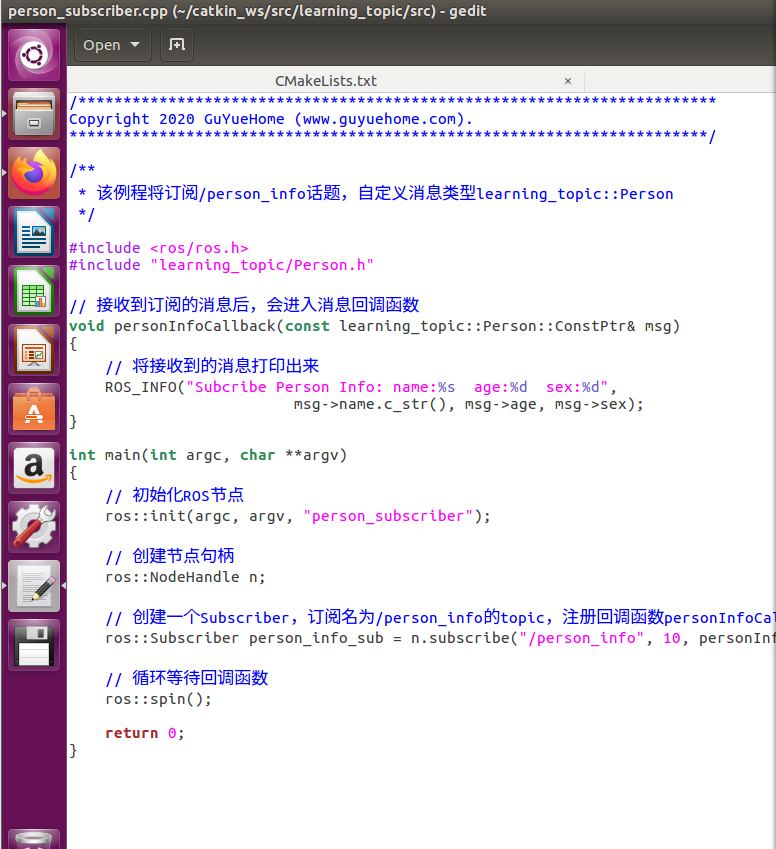 person_subscriber.cpp (~/catkin_ws/src/learning_topic/src) - gedit
Open
CMakeLists.txt ×
/***********************************************************************
Copyright 2020 GuYueHome (www.guyuehome.com).
***********************************************************************/
/**
 * 该例程将订阅/person_info话题，自定义消息类型learning_topic::Person
 */
#include <ros/ros.h>
#include "learning_topic/Person.h"
// 接收到订阅的消息后，会进入消息回调函数
void personInfoCallback(const learning_topic::Person::ConstPtr& msg)
{
    // 将接收到的消息打印出来
    ROS_INFO("Subcribe Person Info: name:%s  age:%d  sex:%d",
                         msg->name.c_str(), msg->age, msg->sex);
}
int main(int argc, char **argv)
{
    // 初始化ROS节点
    ros::init(argc, argv, "person_subscriber");
    // 创建节点句柄
    ros::NodeHandle n;
    // 创建一个Subscriber，订阅名为/person_info的topic，注册回调函数personInfoCal
    ros::Subscriber person_info_sub = n.subscribe("/person_info", 10, personInf
    // 循环等待回调函数
    ros::spin();
    return 0;
}